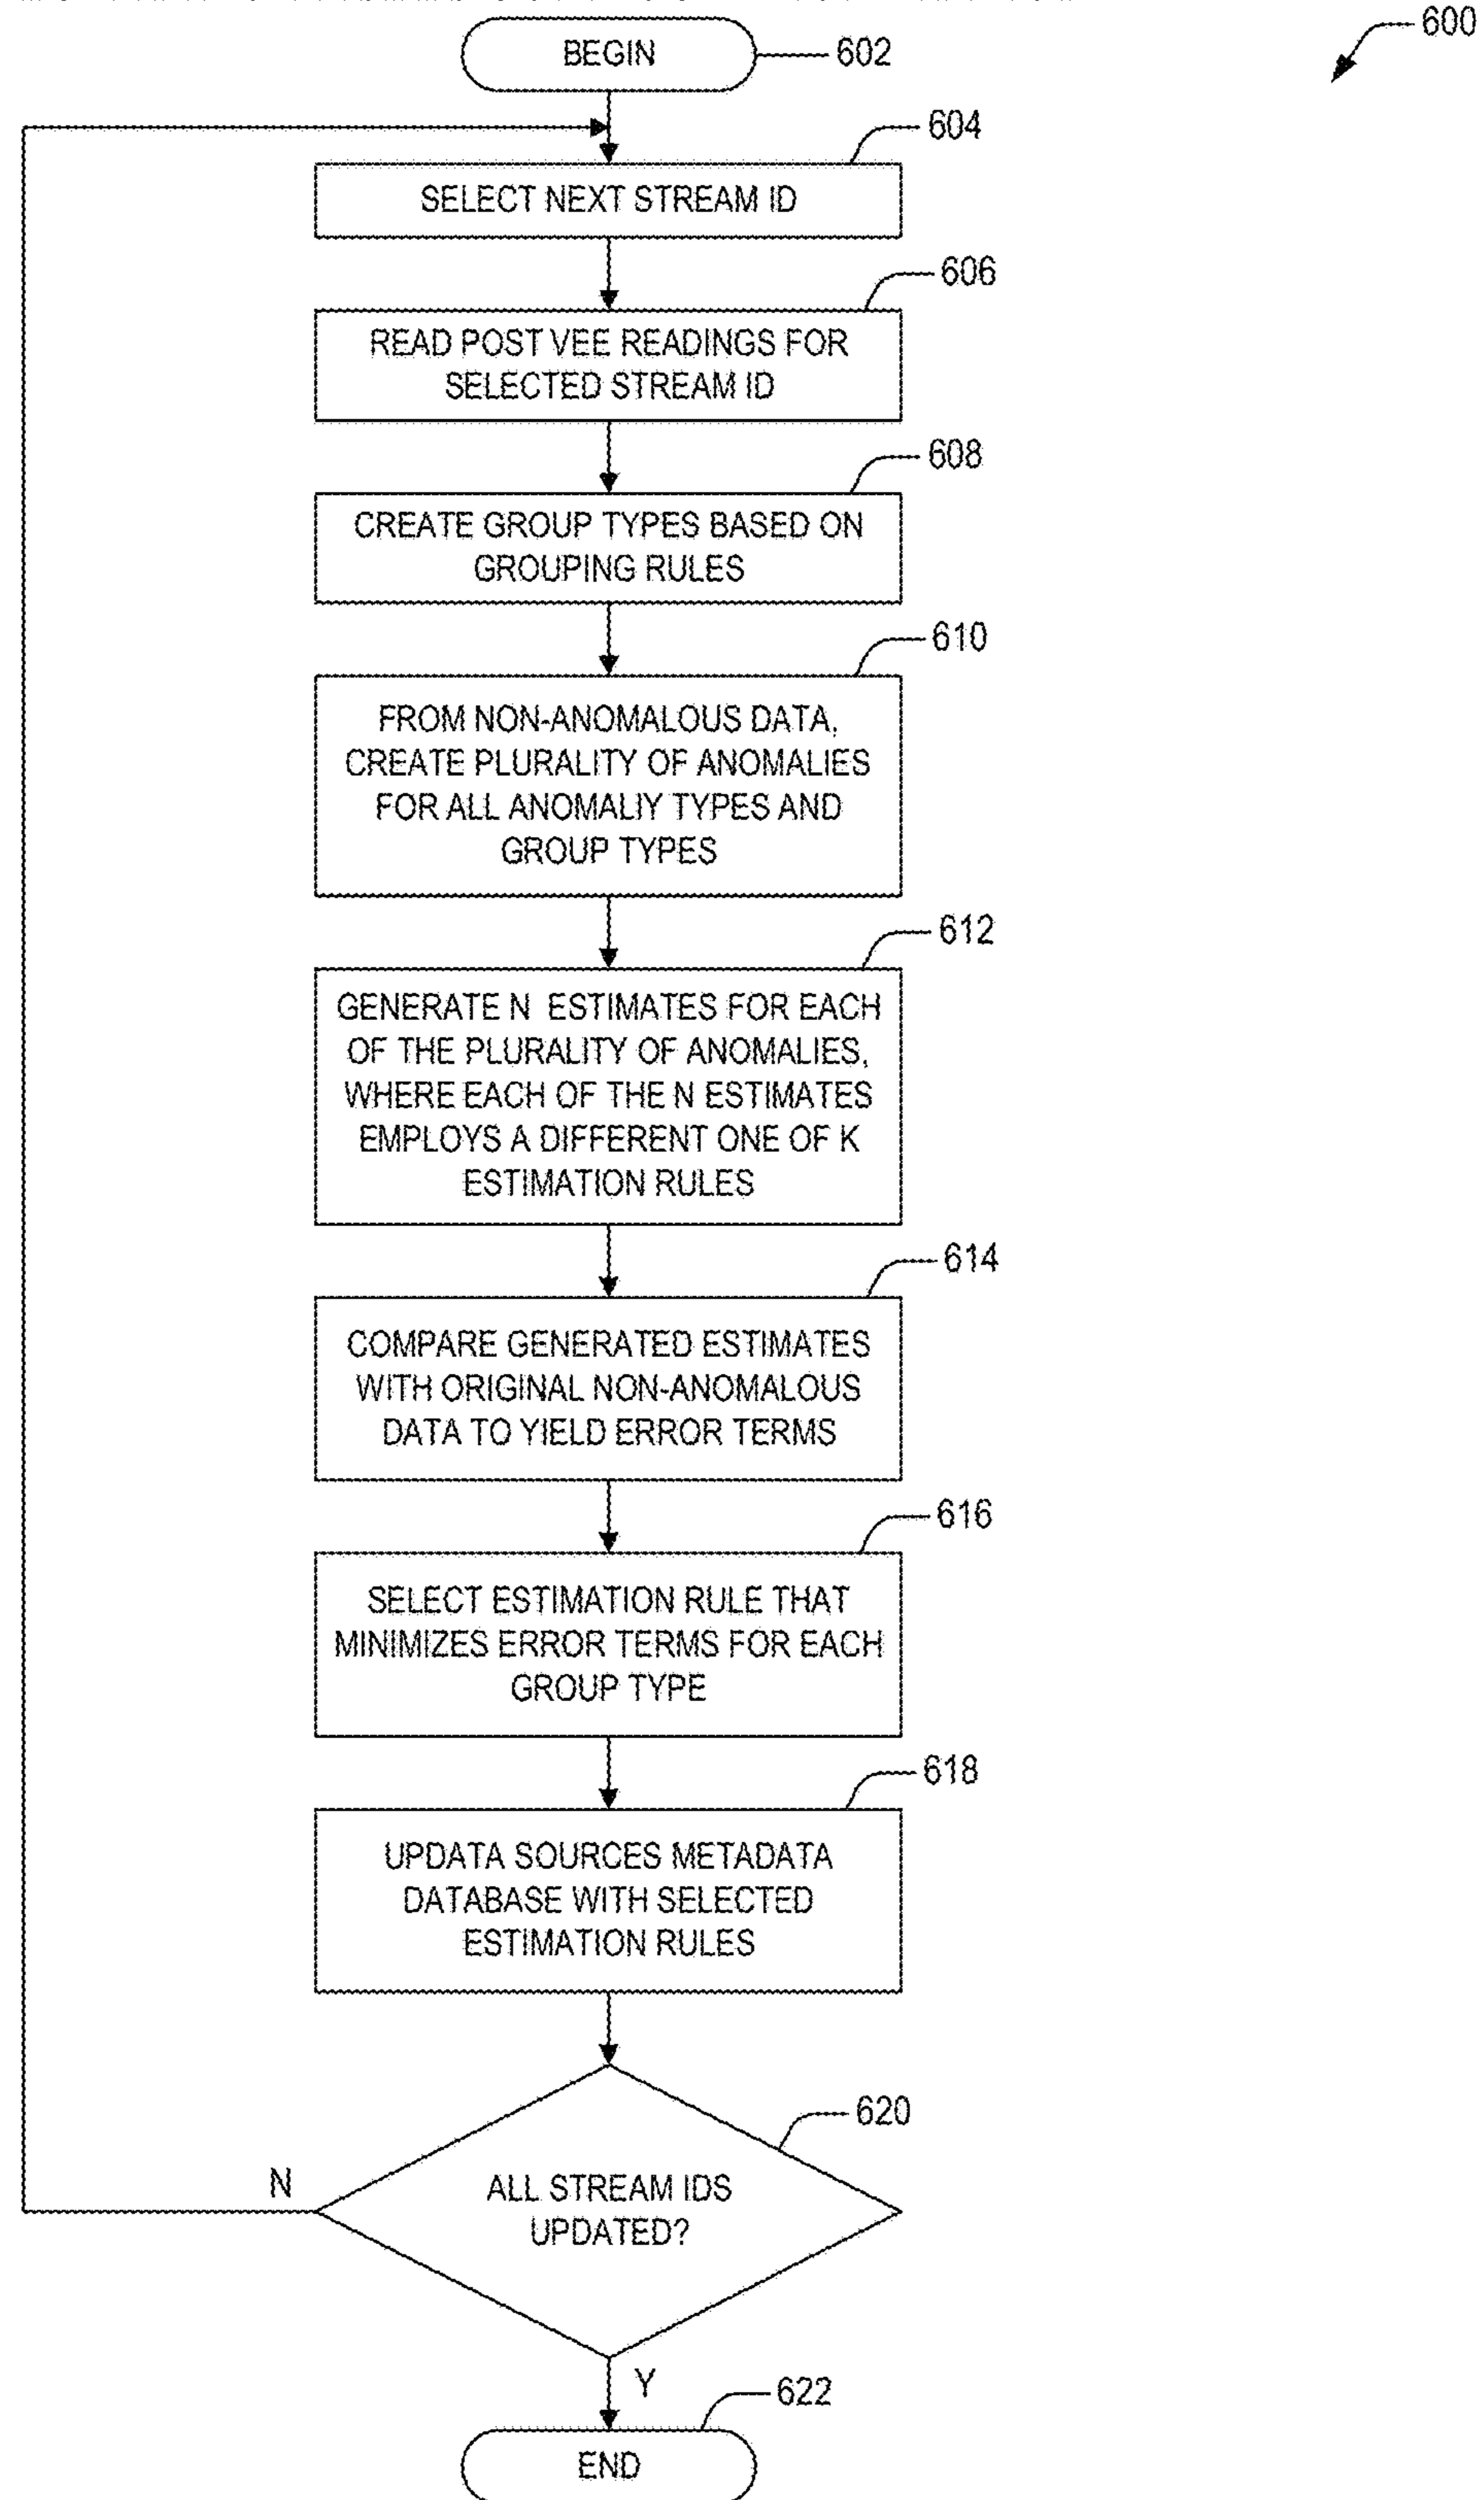 600
BEGIN
602
604
SELECT NEXT STREAM ID
606
READ POST VEE READINGS FOR
SELECTED STREAM ID
608
CREATE GROUP TYPES BASED ON
GROUPING RULES
610
FROM NON-ANOMALOUS DATA,
CREATE PLURALITY OF ANOMALIES
FOR ALL ANOMALIY TYPES AND
GROUP TYPES
612
GENERATE N ESTIMATES FOR EACH
OF THE PLURALITY OF ANOMALIES,
WHERE EACH OF THE N ESTIMATES
EMPLOYS A DIFFERENT ONE OF K
ESTIMATION RULES
614
COMPARE GENERATED ESTIMATES
WITH ORIGINAL NON-ANOMALOUS
DATA TO YIELD ERROR TERMS
616
SELECT ESTIMATION RULE THAT
MINIMIZES ERROR TERMS FOR EACH
GROUP TYPE
618
UPDATA SOURCES METADATA
DATABASE WITH SELECTED
ESTIMATION RULES
620
N
ALL STREAM IDS
UPDATED?
Y
622
END